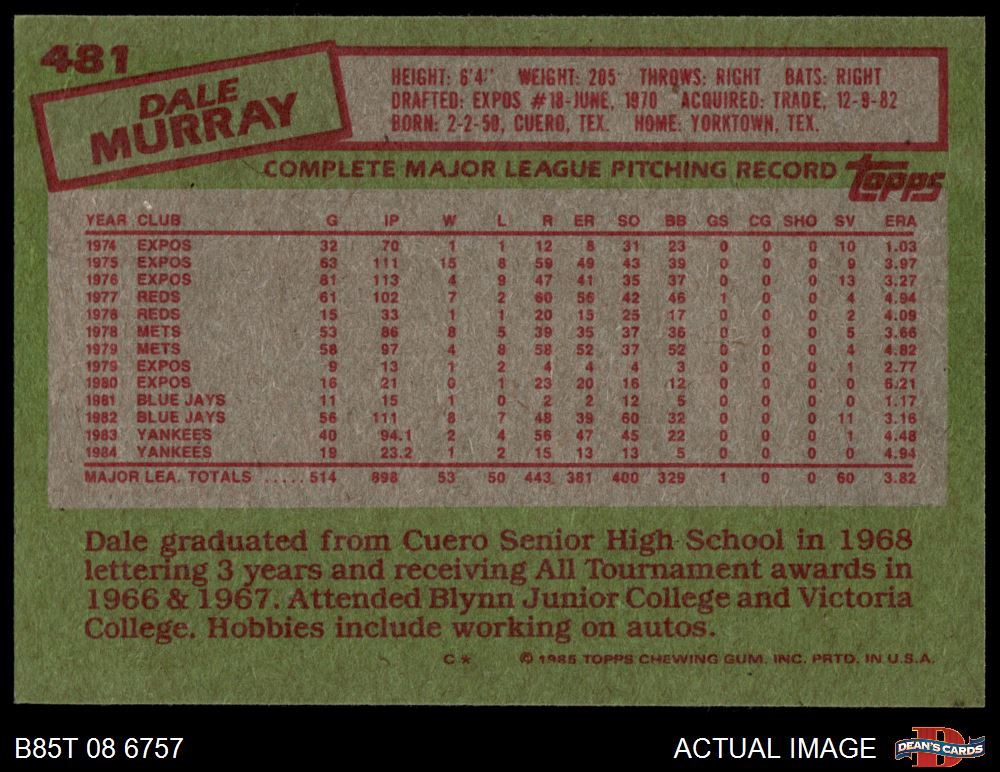 481
DALE
MURRAY
HEIGHT: 6'4" WEIGHT: 205 THROWS: RIGHT BATS: RIGHT
DRAFTED: EXPOS #18-JUNE, 1970 ACQUIRED: TRADE, 12-9-82
BORN: 2-2-50, CUERO, TEX. HOME: YORKTOWN, TEX.
COMPLETE MAJOR LEAGUE PITCHING RECORD
Topps
YEAR CLUB G IP W L R ER SO BB GS CG SHO SV ERA
1974 EXPOS 32 70 1 1 12 8 31 23 0 0 0 10 1.03
1975 EXPOS 63 111 15 8 59 49 43 39 0 0 0 9 3.97
1976 EXPOS 81 113 4 9 47 41 35 37 0 0 0 13 3.27
1977 REDS 61 102 7 2 60 56 42 46 1 0 0 4 4.94
1978 REDS 15 33 1 1 20 15 25 17 0 0 0 2 4.09
1978 METS 53 86 8 5 39 35 37 36 0 0 0 5 3.66
1979 METS 58 97 4 8 58 52 37 52 0 0 0 4 4.82
1979 EXPOS 9 13 1 2 4 4 4 3 0 0 0 1 2.77
1980 EXPOS 16 21 0 1 23 20 16 12 0 0 0 0 6.21
1981 BLUE JAYS 11 15 1 0 2 2 12 5 0 0 0 0 1.17
1982 BLUE JAYS 56 111 8 7 48 39 60 32 0 0 0 11 3.16
1983 YANKEES 40 94.1 2 4 56 47 45 22 0 0 0 1 4.48
1984 YANKEES 19 23.2 1 2 15 13 13 5 0 0 0 0 4.94
MAJOR LEA. TOTALS ..... 514 898 53 50 443 381 400 329 1 0 0 60 3.82
Dale graduated from Cuero Senior High School in 1968
lettering 3 years and receiving All Tournament awards in
1966 & 1967. Attended Blynn Junior College and Victoria
College. Hobbies include working on autos.
C* © 1985 TOPPS CHEWING GUM, INC. PRTD. IN U.S.A.
B85T 08 6757
ACTUAL IMAGE
D
DEAN'S CARDS